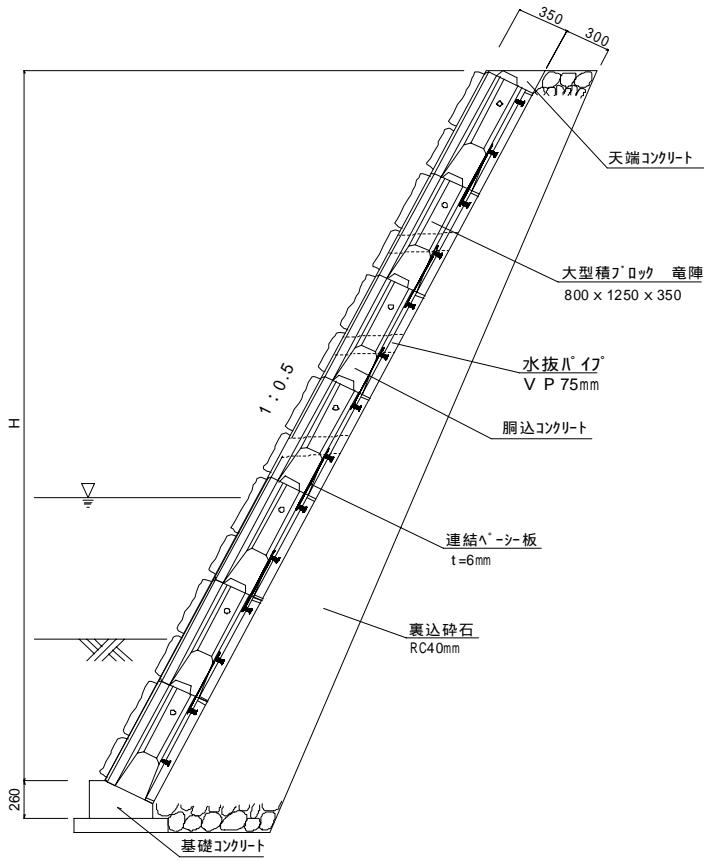 350
300
天端コンクリート
大型積ブロック 竜陣
800 x 1250 x 350
水抜パイプ
V P 75mm
1 : 0.5
胴込コンクリート
H
連結ベーシー板
t=6mm
裏込砕石
RC40mm
260
基礎コンクリート